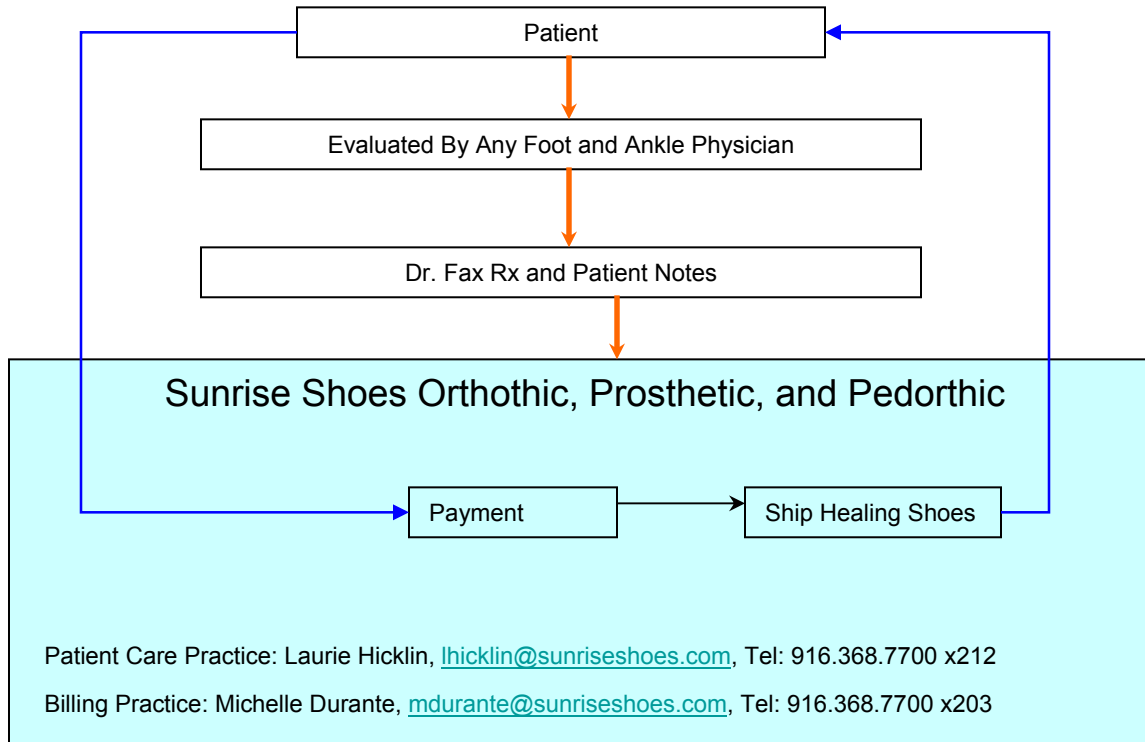 Patient
Evaluated By Any Foot and Ankle Physician
Dr. Fax Rx and Patient Notes
Sunrise Shoes Orthothic, Prosthetic, and Pedorthic
Payment
Ship Healing Shoes
Patient Care Practice: Laurie Hicklin, lhicklin@sunriseshoes.com, Tel: 916.368.7700 x212
Billing Practice: Michelle Durante, mdurante@sunriseshoes.com, Tel: 916.368.7700 x203